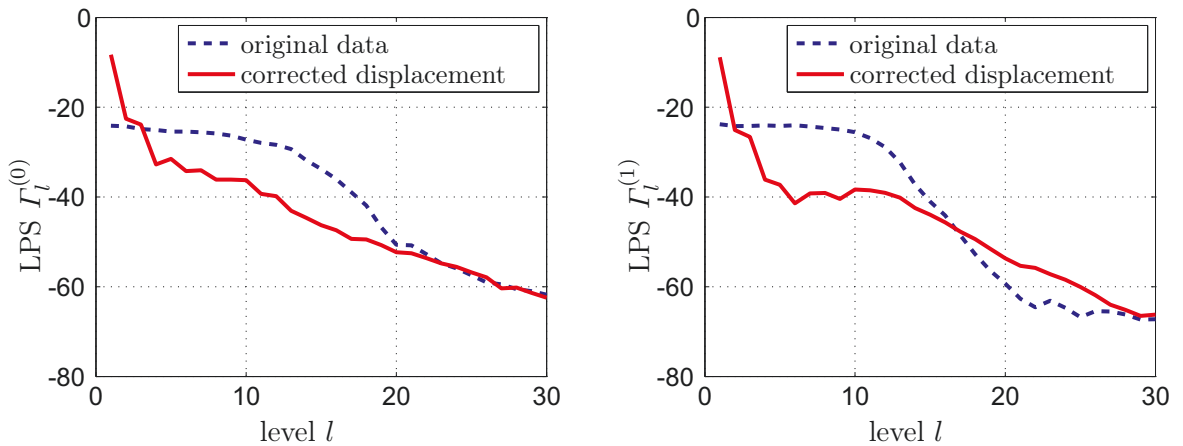 0
-20
-40
-60
-80
0
10
20
30
LPS Γ_l^(0)
level l
original data
corrected displacement
0
-20
-40
-60
-80
0
10
20
30
LPS Γ_l^(1)
level l
original data
corrected displacement